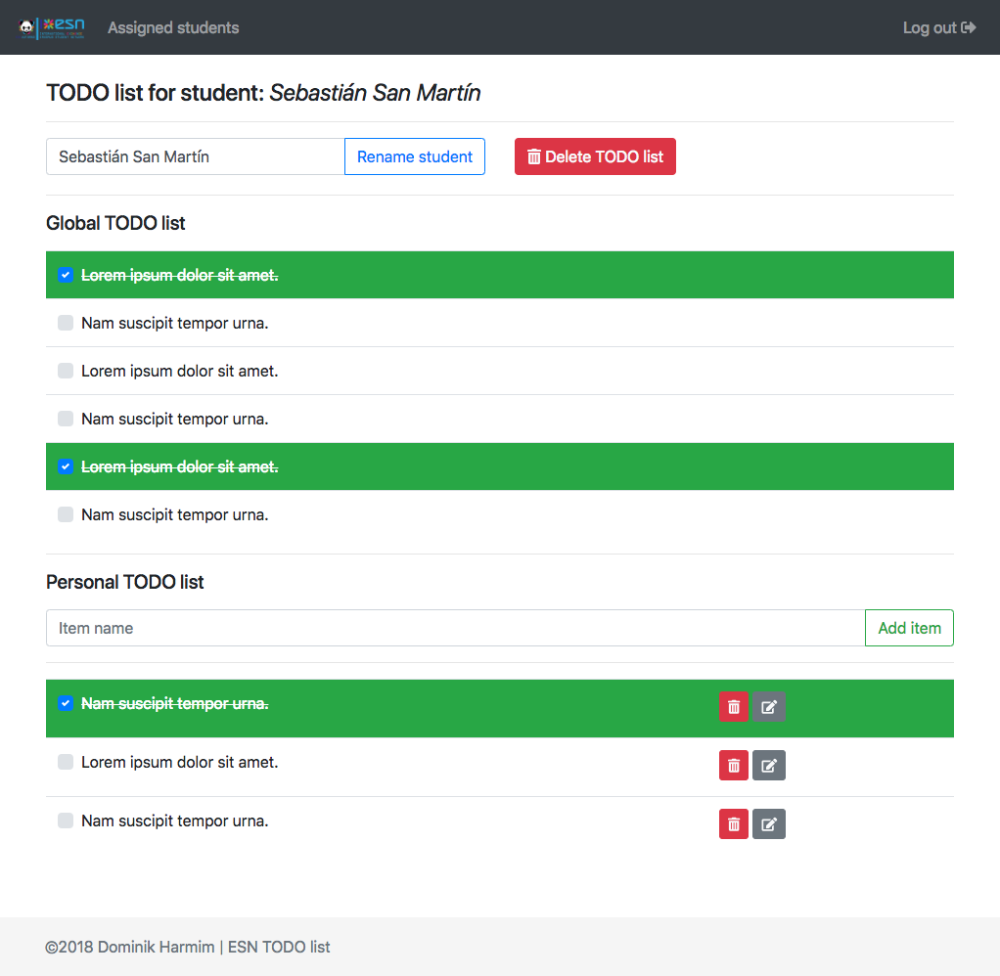 esn
Assigned students
Log out
TODO list for student: Sebastián San Martín
Sebastián San Martín
Rename student
Delete TODO list
Global TODO list
Lorem ipsum dolor sit amet.
Nam suscipit tempor urna.
Lorem ipsum dolor sit amet.
Nam suscipit tempor urna.
Lorem ipsum dolor sit amet.
Nam suscipit tempor urna.
Personal TODO list
Item name
Add item
Nam suscipit tempor urna.
Lorem ipsum dolor sit amet.
Nam suscipit tempor urna.
©2018 Dominik Harmim | ESN TODO list